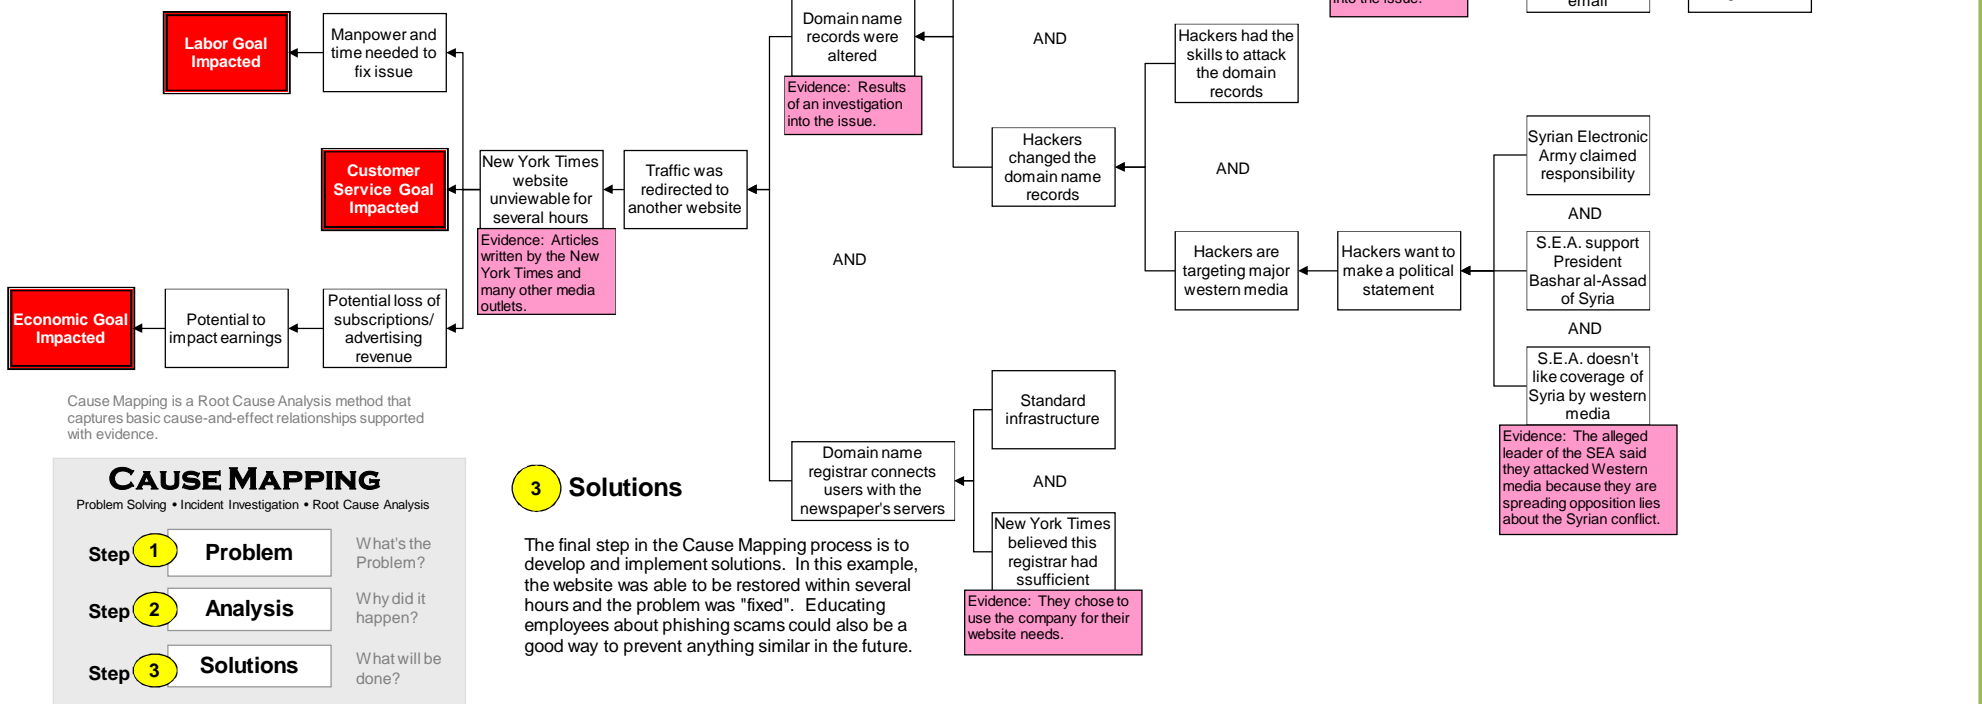 into the issue.
email
Domain name
records were
altered
Evidence:  Results
of an investigation
into the issue.
AND
Hackers had the
skills to attack
the domain
records
Labor Goal
Impacted
Manpower and
time needed to
fix issue
Customer
Service Goal
Impacted
New York Times
website
unviewable for
several hours
Evidence:  Articles
written by the New
York Times and
many other media
outlets.
Traffic was
redirected to
another website
AND
Hackers
changed the
domain name
records
AND
Syrian Electronic
Army claimed
responsibility
AND
Hackers are
targeting major
western media
Hackers want to
make a political
statement
S.E.A. support
President
Bashar al-Assad
of Syria
AND
S.E.A. doesn't
like coverage of
Syria by western
media
Evidence:  The alleged
leader of the SEA said
they attacked Western
media because they are
spreading opposition lies
about the Syrian conflict.
Economic Goal
Impacted
Potential to
impact earnings
Potential loss of
subscriptions/
advertising
revenue
Cause Mapping is a Root Cause Analysis method that
captures basic cause-and-effect relationships supported
with evidence.
Standard
infrastructure
Domain name
registrar connects
users with the
newspaper's servers
AND
New York Times
believed this
registrar had
ssufficient
Evidence:  They chose to
use the company for their
website needs.
CAUSE MAPPING
Problem Solving • Incident Investigation • Root Cause Analysis
Step 1 Problem What's the
Problem?
Step 2 Analysis Why did it
happen?
Step 3 Solutions What will be
done?
3 Solutions
The final step in the Cause Mapping process is to
develop and implement solutions.  In this example,
the website was able to be restored within several
hours and the problem was "fixed".  Educating
employees about phishing scams could also be a
good way to prevent anything similar in the future.